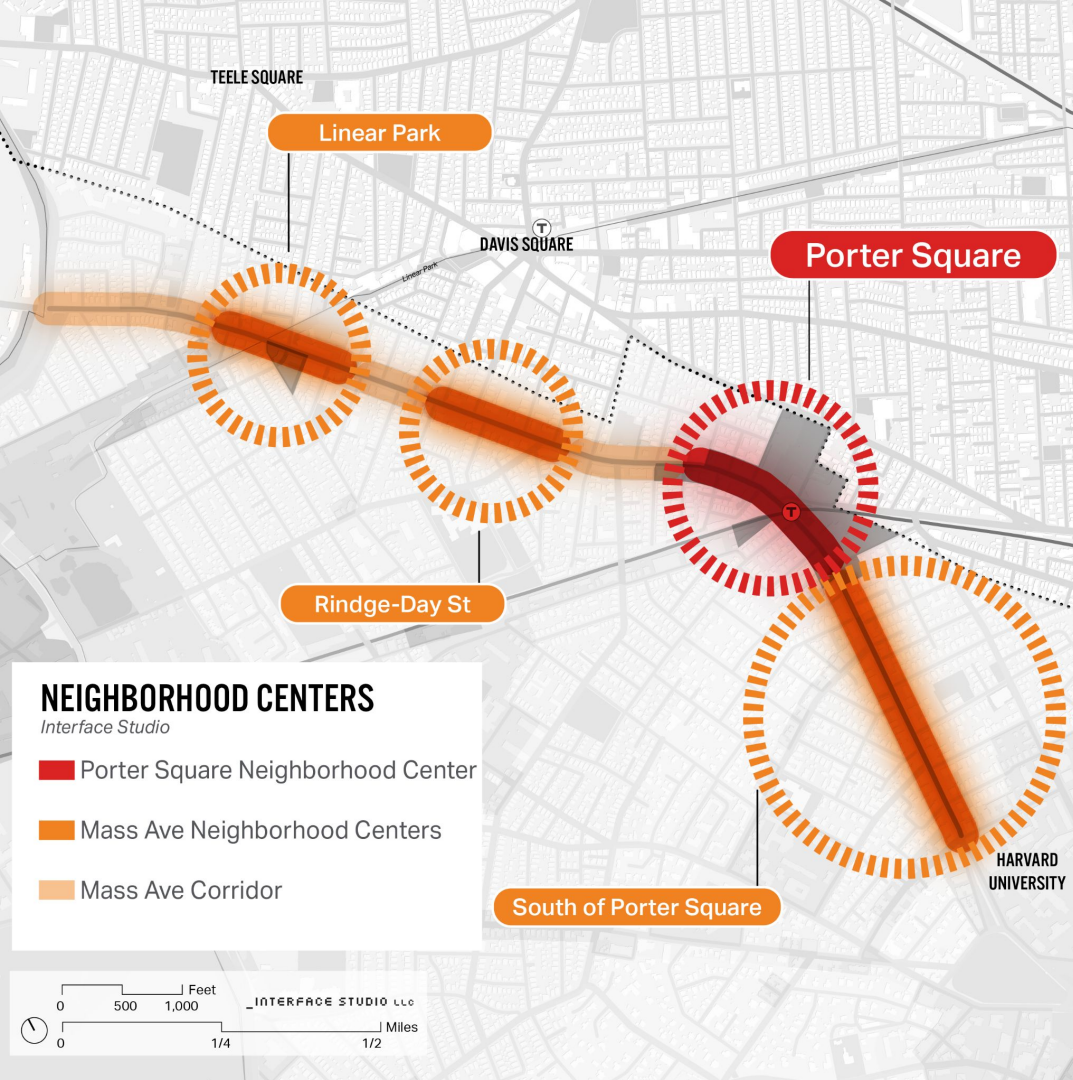 TEELE SQUARE
Linear Park
T
DAVIS SQUARE
Linear Park
Porter Square
T
Rindge-Day St
NEIGHBORHOOD CENTERS
Interface Studio
Porter Square Neighborhood Center
Mass Ave Neighborhood Centers
Mass Ave Corridor
HARVARD
UNIVERSITY
South of Porter Square
Feet
0 500 1,000
_INTERFACE STUDIO LLC
Miles
0 1/4 1/2